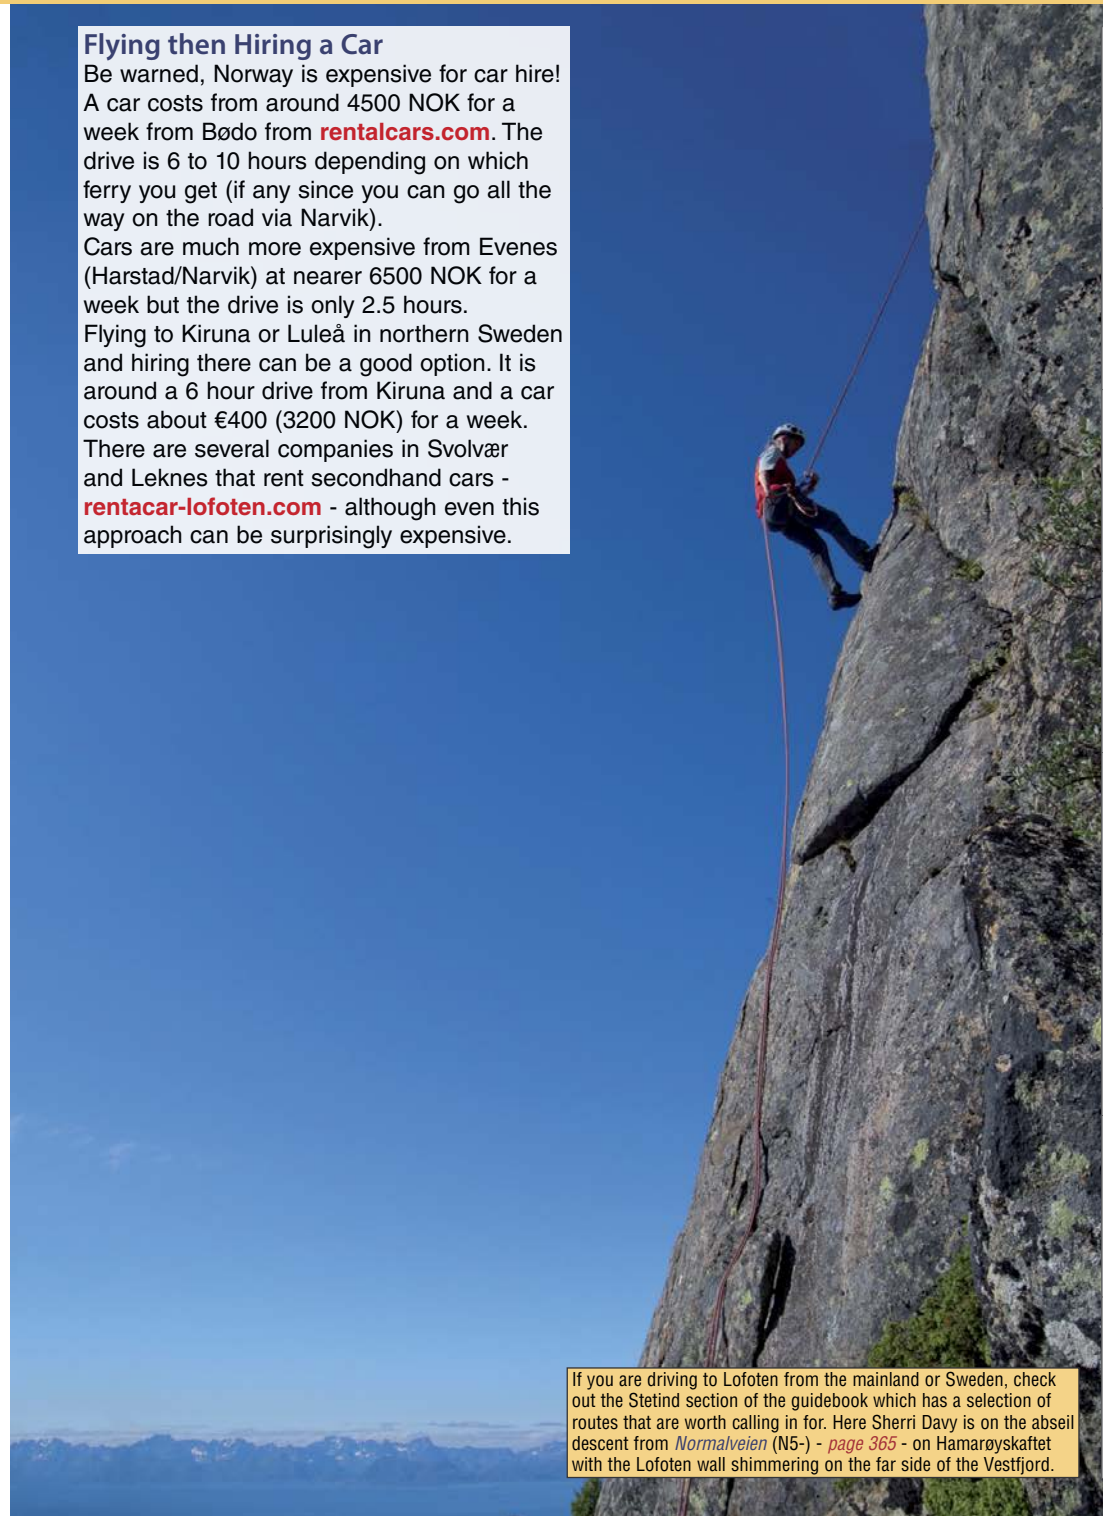 Flying then Hiring a Car
Be warned, Norway is expensive for car hire!
A car costs from around 4500 NOK for a
week from Bødo from rentalcars.com. The
drive is 6 to 10 hours depending on which
ferry you get (if any since you can go all the
way on the road via Narvik).
Cars are much more expensive from Evenes
(Harstad/Narvik) at nearer 6500 NOK for a
week but the drive is only 2.5 hours.
Flying to Kiruna or Luleå in northern Sweden
and hiring there can be a good option. It is
around a 6 hour drive from Kiruna and a car
costs about €400 (3200 NOK) for a week.
There are several companies in Svolvær
and Leknes that rent secondhand cars -
rentacar-lofoten.com - although even this
approach can be surprisingly expensive.
If you are driving to Lofoten from the mainland or Sweden, check
out the Stetind section of the guidebook which has a selection of
routes that are worth calling in for. Here Sherri Davy is on the abseil
descent from Normalveien (N5-) - page 365 - on Hamarøyskaftet
with the Lofoten wall shimmering on the far side of the Vestfjord.